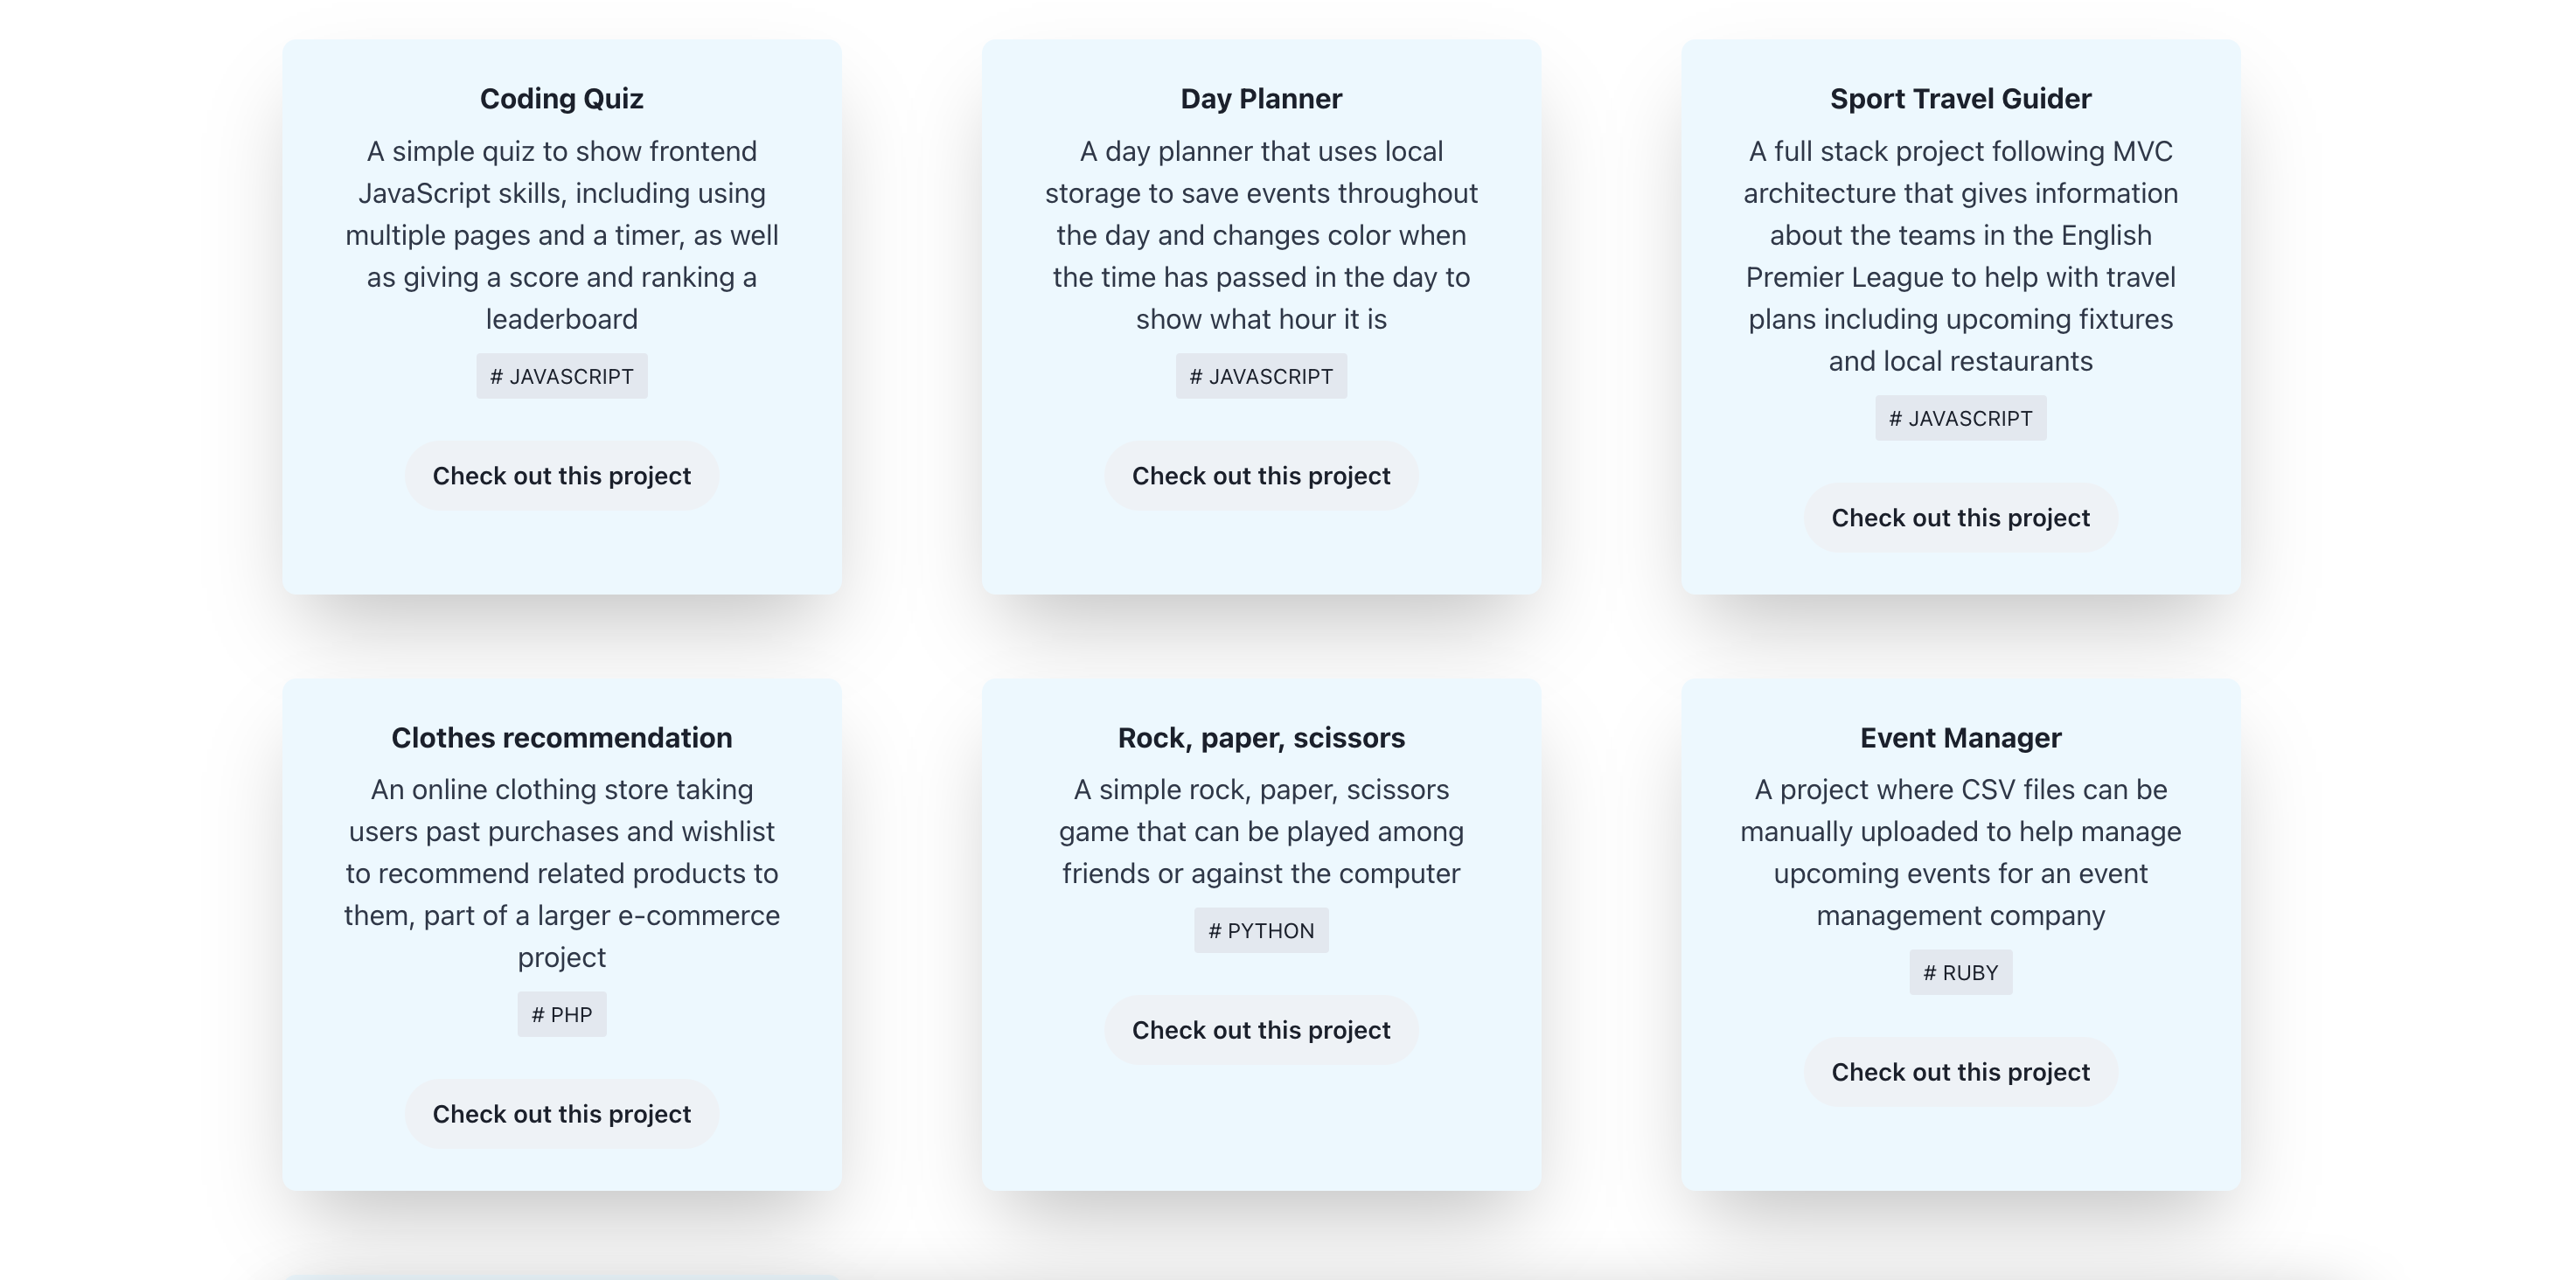 Coding Quiz
A simple quiz to show frontend
JavaScript skills, including using
multiple pages and a timer, as well
as giving a score and ranking a
leaderboard
# JAVASCRIPT
Check out this project
Day Planner
A day planner that uses local
storage to save events throughout
the day and changes color when
the time has passed in the day to
show what hour it is
# JAVASCRIPT
Check out this project
Sport Travel Guider
A full stack project following MVC
architecture that gives information
about the teams in the English
Premier League to help with travel
plans including upcoming fixtures
and local restaurants
# JAVASCRIPT
Check out this project
Clothes recommendation
An online clothing store taking
users past purchases and wishlist
to recommend related products to
them, part of a larger e-commerce
project
# PHP
Check out this project
Rock, paper, scissors
A simple rock, paper, scissors
game that can be played among
friends or against the computer
# PYTHON
Check out this project
Event Manager
A project where CSV files can be
manually uploaded to help manage
upcoming events for an event
management company
# RUBY
Check out this project